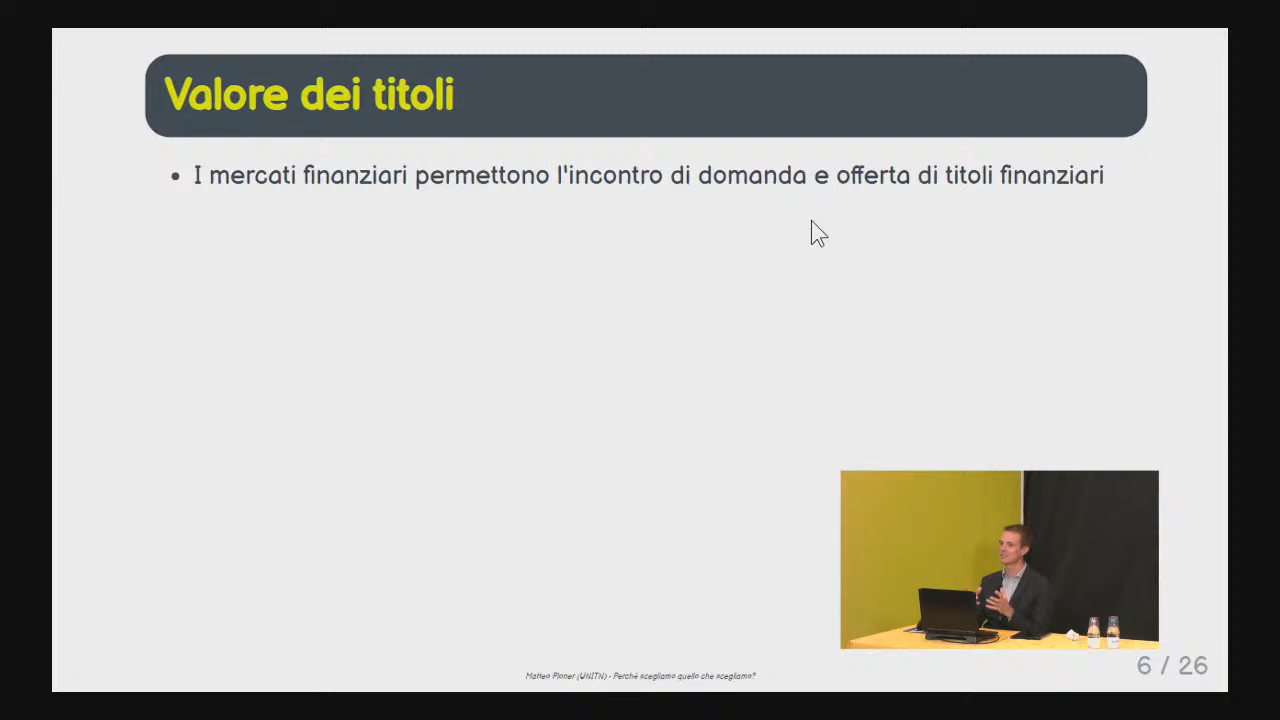 Valore dei titoli
• I mercati finanziari permettono l'incontro di domanda e offerta di titoli finanziari
Matteo Ploner (UNITN) - Perché scegliamo quello che scegliamo?
6 / 26